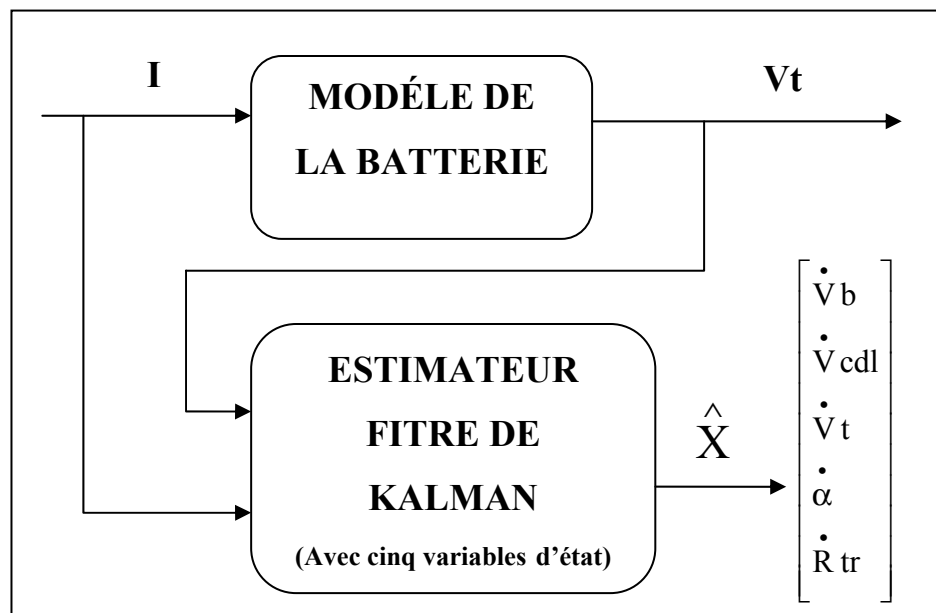 I
MODÉLE DE
LA BATTERIE
Vt
ESTIMATEUR
FITRE DE
KALMAN
(Avec cinq variables d'état)
X̂
V̇b
V̇cdl
V̇t
α̇
Ṙtr